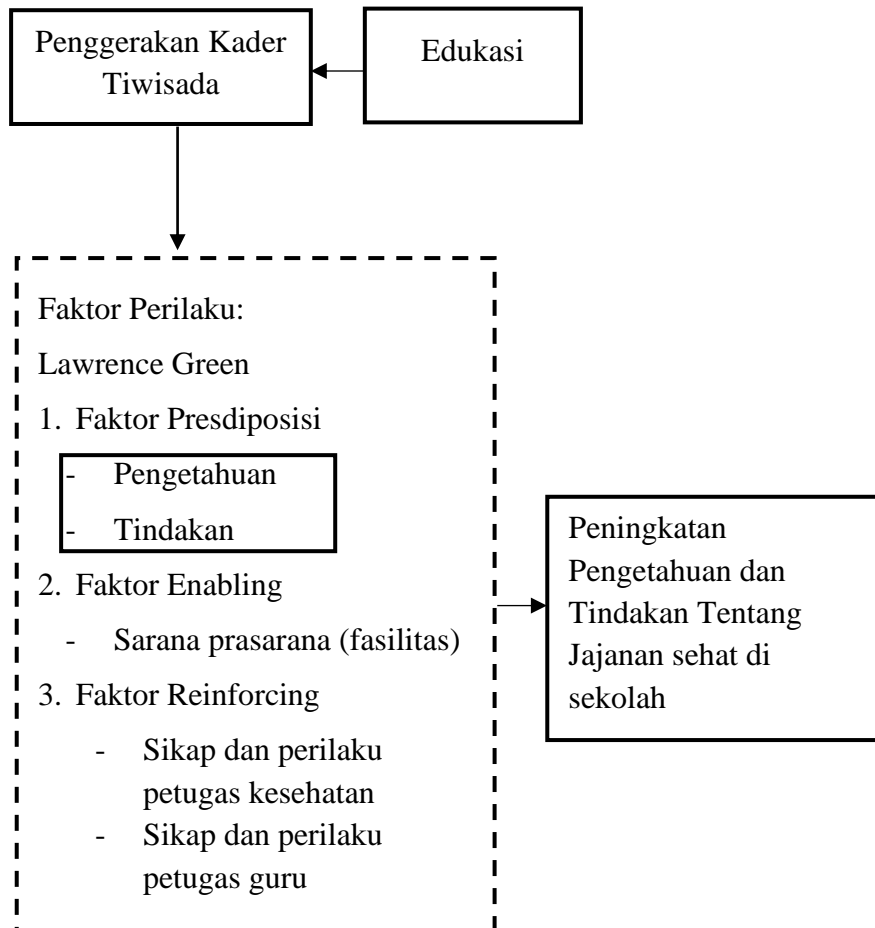 Penggerakan Kader
Tiwisada
Edukasi
Faktor Perilaku:
Lawrence Green
1. Faktor Presdiposisi
- Pengetahuan
- Tindakan
2. Faktor Enabling
- Sarana prasarana (fasilitas)
3. Faktor Reinforcing
- Sikap dan perilaku
petugas kesehatan
- Sikap dan perilaku
petugas guru
Peningkatan
Pengetahuan dan
Tindakan Tentang
Jajanan sehat di
sekolah